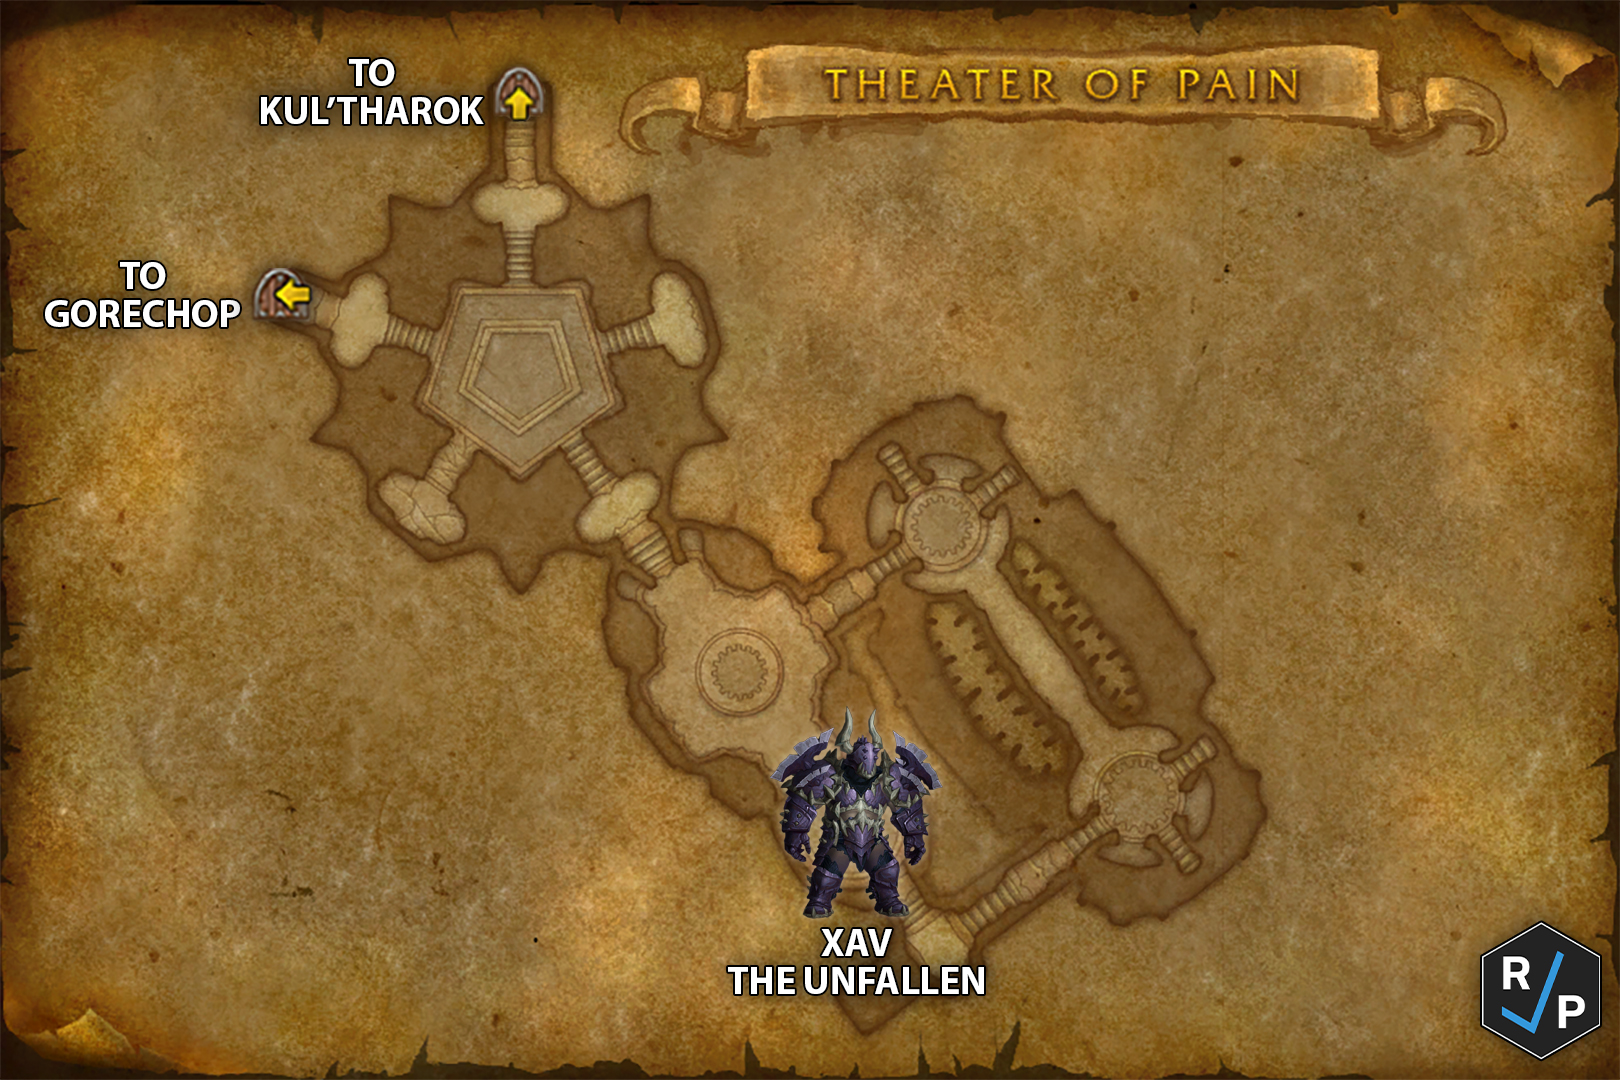 THEATER OF PAIN
TO
KUL'THAROK
TO
GORECHOP
XAV
THE UNFALLEN
R
P